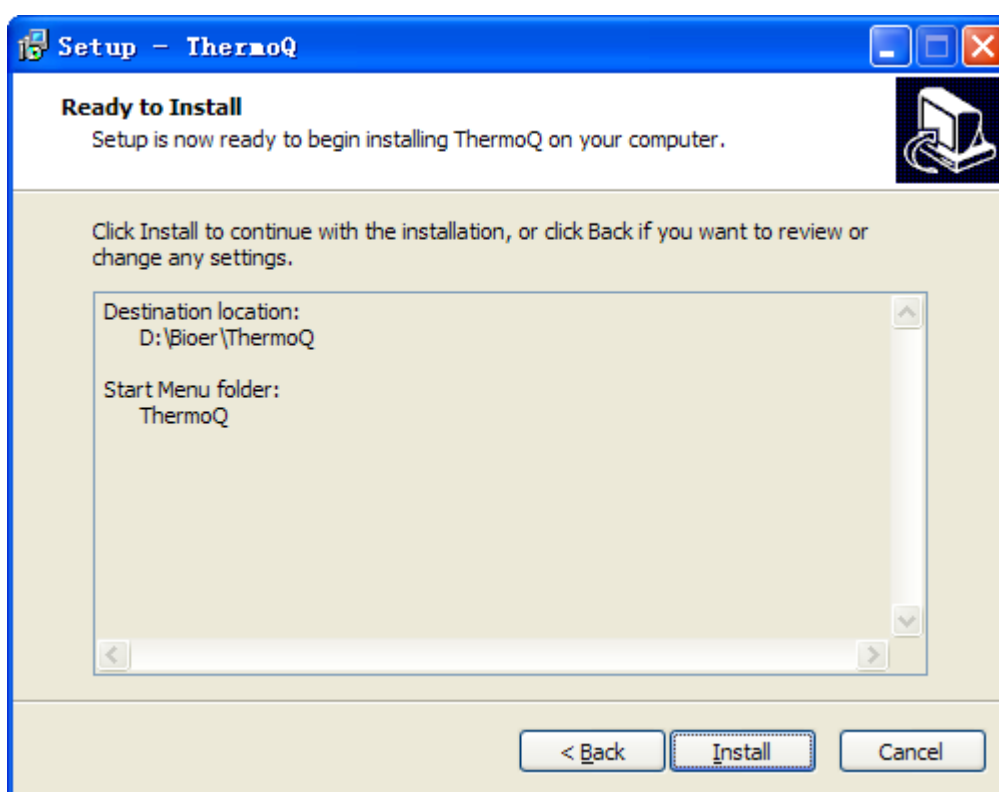 Setup - ThermoQ
Ready to Install
Setup is now ready to begin installing ThermoQ on your computer.
Click Install to continue with the installation, or click Back if you want to review or
change any settings.
Destination location:
D:\Bioer\ThermoQ
Start Menu folder:
ThermoQ
< Back
Install
Cancel